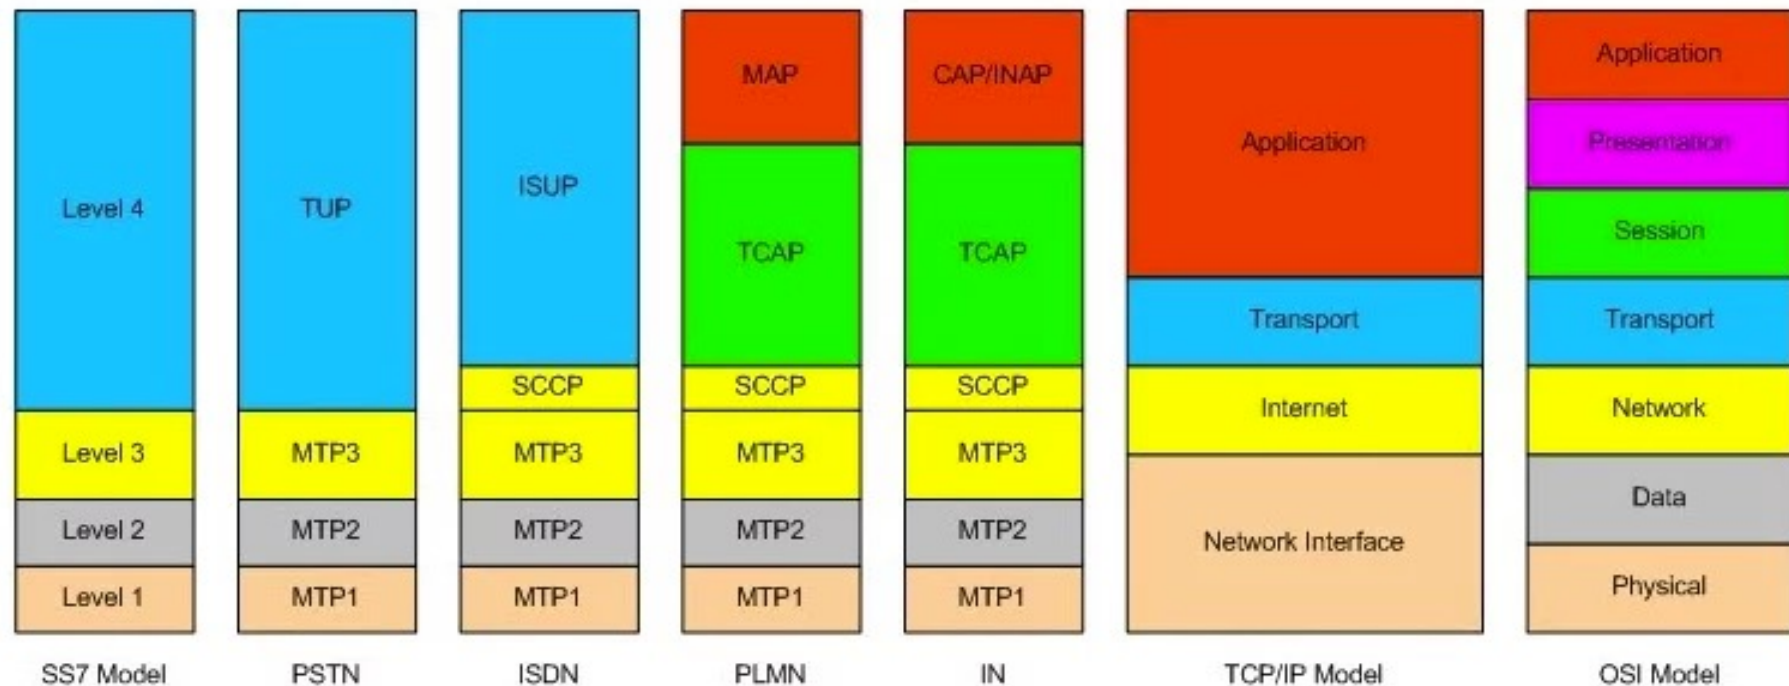 Level 4
Level 3
Level 2
Level 1
SS7 Model
TUP
MTP3
MTP2
MTP1
PSTN
ISUP
SCCP
MTP3
MTP2
MTP1
ISDN
MAP
TCAP
SCCP
MTP3
MTP2
MTP1
PLMN
CAP/INAP
TCAP
SCCP
MTP3
MTP2
MTP1
IN
Application
Transport
Internet
Network Interface
TCP/IP Model
Application
Presentation
Session
Transport
Network
Data
Physical
OSI Model